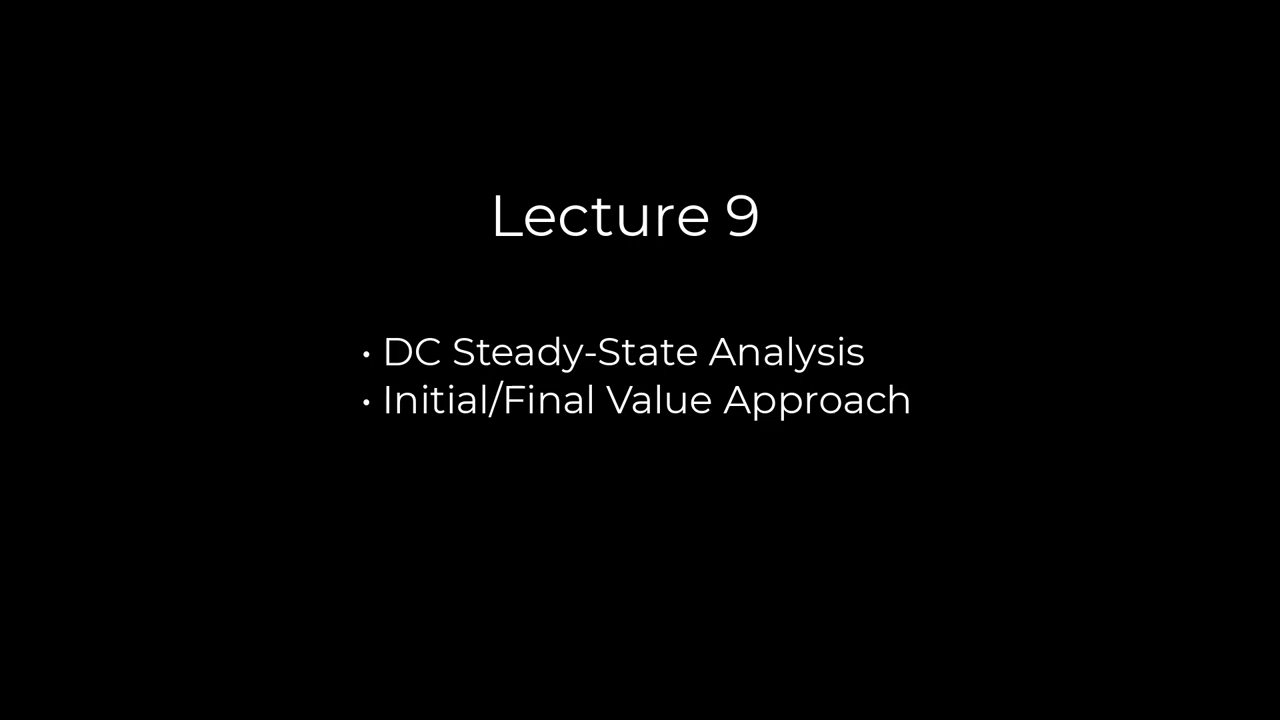 Lecture 9
• DC Steady-State Analysis
• Initial/Final Value Approach